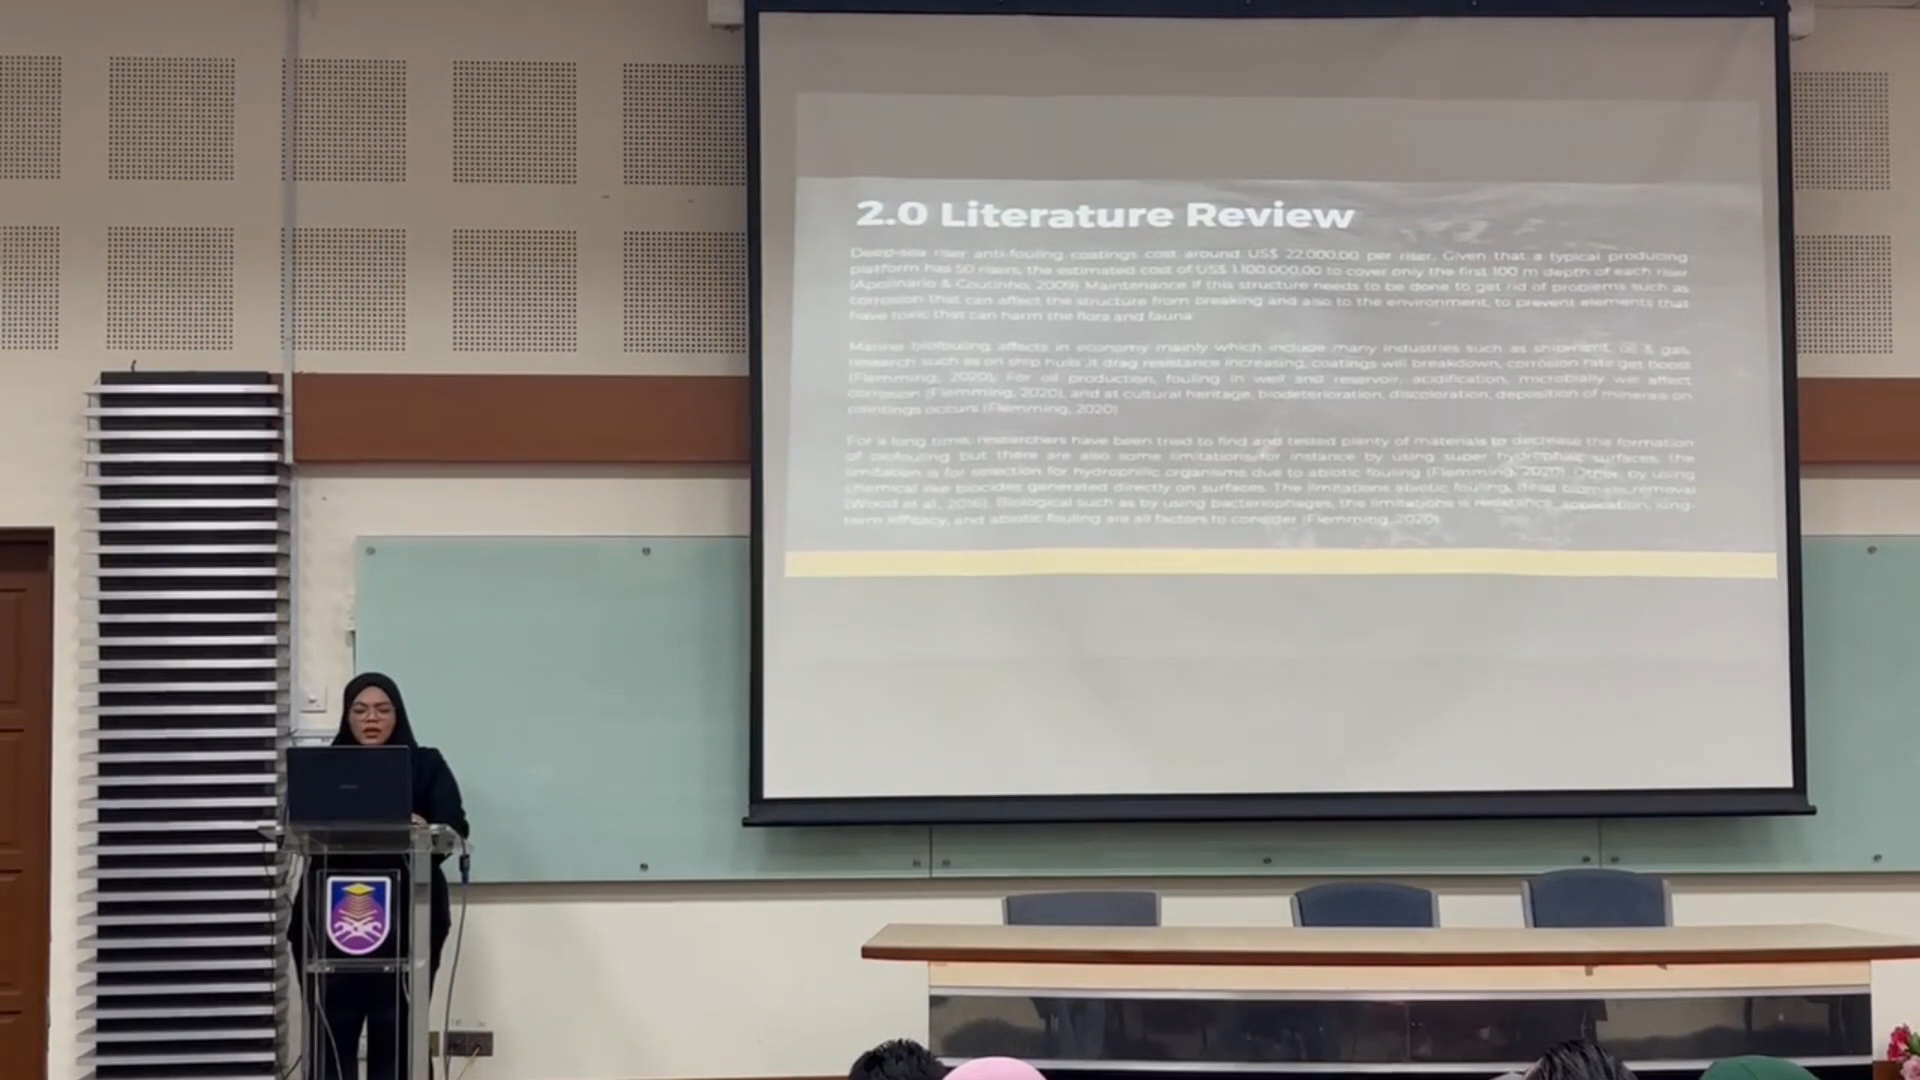 2.0 Literature Review
Deep-sea riser anti-fouling coatings cost around US$ 22,000.00 per riser. Given that a typical producing
platform has 50 risers, the estimated cost of US$ 1,100,000.00 to cover only the first 100 m depth of each riser
(Apolinario & Coutinho, 2009) Maintenance if this structure needs to be done to get rid of problems such as
corrosion that can affect the structure from breaking and also to the environment, to prevent elements that
have toxic that can harm the flora and fauna
Marine biofouling affects in economy mainly which include many industries such as shipment, oil & gas,
research such as on ship hulls ,it drag resistance increasing, coatings will breakdown, corrosion rate get boost
(Flemming, 2020). For oil production, fouling in well and reservoir, acidification, microbially will affect
corrosion (Flemming, 2020), and at cultural heritage, biodeterioration, discoloration, deposition of minerals on
paintings occurs (Flemming, 2020)
For a long time, researchers have been tried to find and tested plenty of materials to decrease the formation
of biofouling but there are also some limitations, for instance by using super hydrophilic surfaces, the
limitation is for selection for hydrophilic organisms due to abiotic fouling (Flemming, 2020). Other, by using
chemical like biocides generated directly on surfaces. The limitations abiotic fouling, dead biomass removal
(Wood et al., 2016). Biological such as by using bacteriophages, the limitations is resistance, application, long-
term efficacy, and abiotic fouling are all factors to consider (Flemming, 2020).